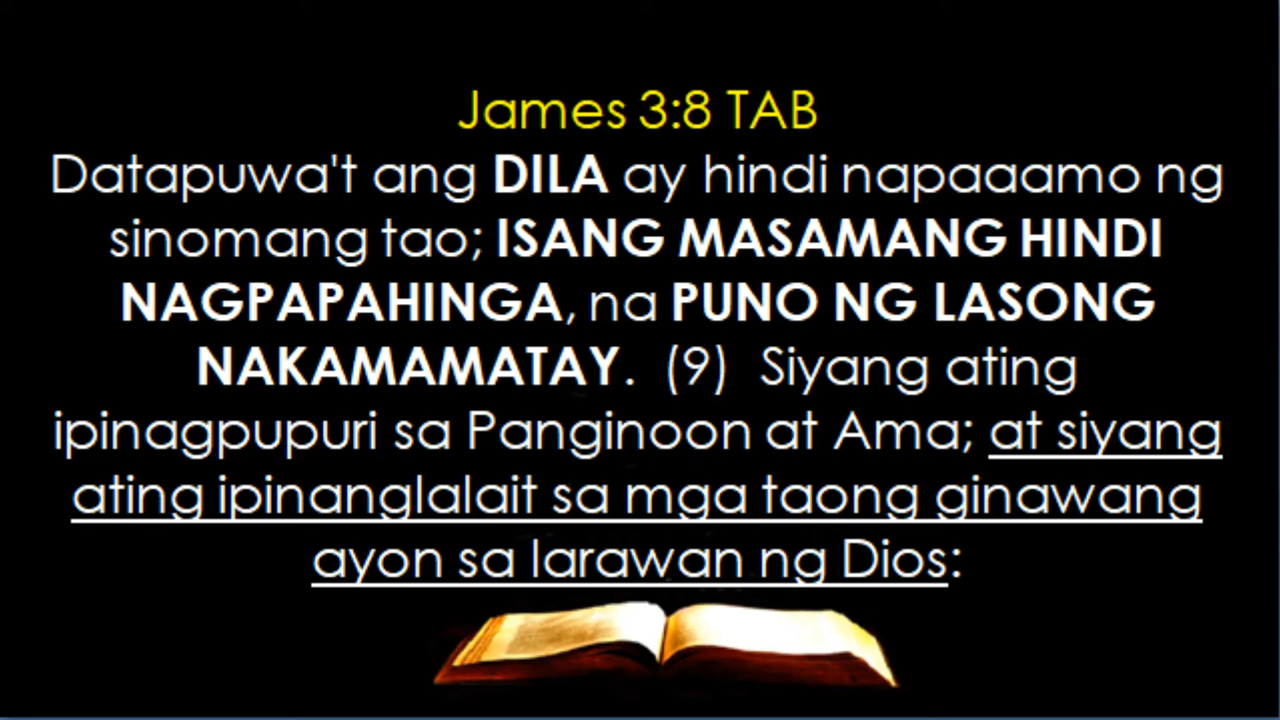 James 3:8 TAB
Datapuwa't ang DILA ay hindi napaaamo ng
sinomang tao; ISANG MASAMANG HINDI
NAGPAPAHINGA, na PUNO NG LASONG
NAKAMAMATAY.  (9)  Siyang ating
ipinagpupuri sa Panginoon at Ama; at siyang
ating ipinanglalait sa mga taong ginawang
ayon sa larawan ng Dios: